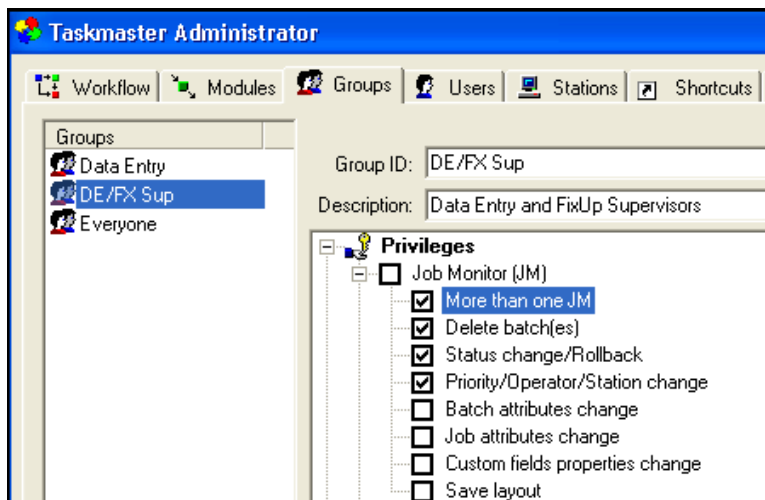 Taskmaster Administrator
Workflow Modules Groups Users Stations Shortcuts
Groups
Data Entry
DE/FX Sup
Everyone
Group ID: DE/FX Sup
Description: Data Entry and FixUp Supervisors
Privileges
Job Monitor (JM)
More than one JM
Delete batch(es)
Status change/Rollback
Priority/Operator/Station change
Batch attributes change
Job attributes change
Custom fields properties change
Save layout